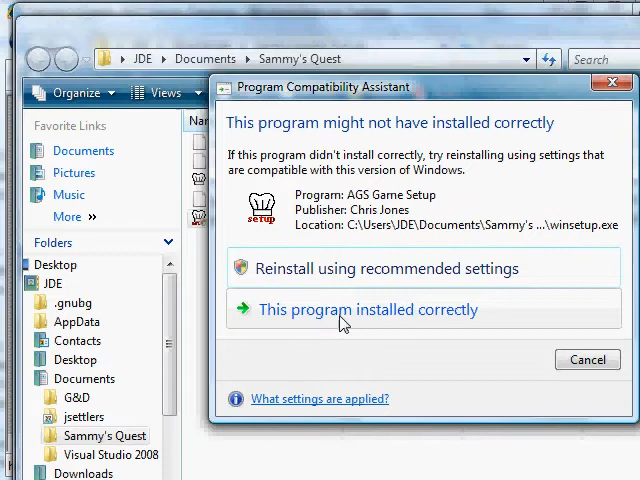 JDE Documents Sammy's Quest
Search
Organize Views
Program Compatibility Assistant
Favorite Links
Documents
Pictures
Music
More »
Folders
Desktop
JDE
.gnubg
AppData
Contacts
Desktop
Documents
G&D
jsettlers
Sammy's Quest
Visual Studio 2008
Downloads
This program might not have installed correctly
If this program didn't install correctly, try reinstalling using settings that
are compatible with this version of Windows.
setup
Program: AGS Game Setup
Publisher: Chris Jones
Location: C:\Users\JDE\Documents\Sammy's ...\winsetup.exe
Reinstall using recommended settings
This program installed correctly
Cancel
What settings are applied?